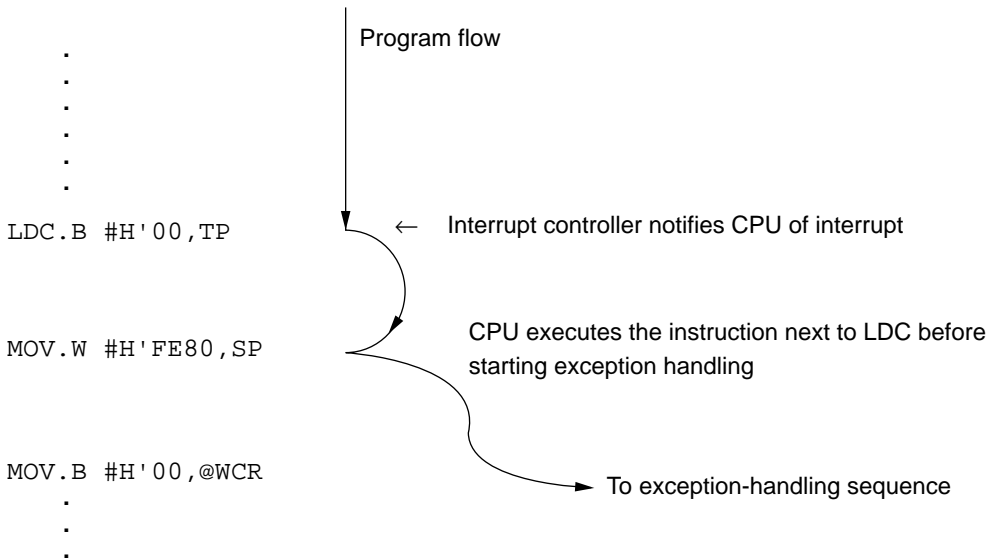 Program flow
.
.
.
.
.
.
LDC.B #H'00,TP
← Interrupt controller notifies CPU of interrupt
MOV.W #H'FE80,SP
CPU executes the instruction next to LDC before
starting exception handling
MOV.B #H'00,@WCR
To exception-handling sequence
.
.
.